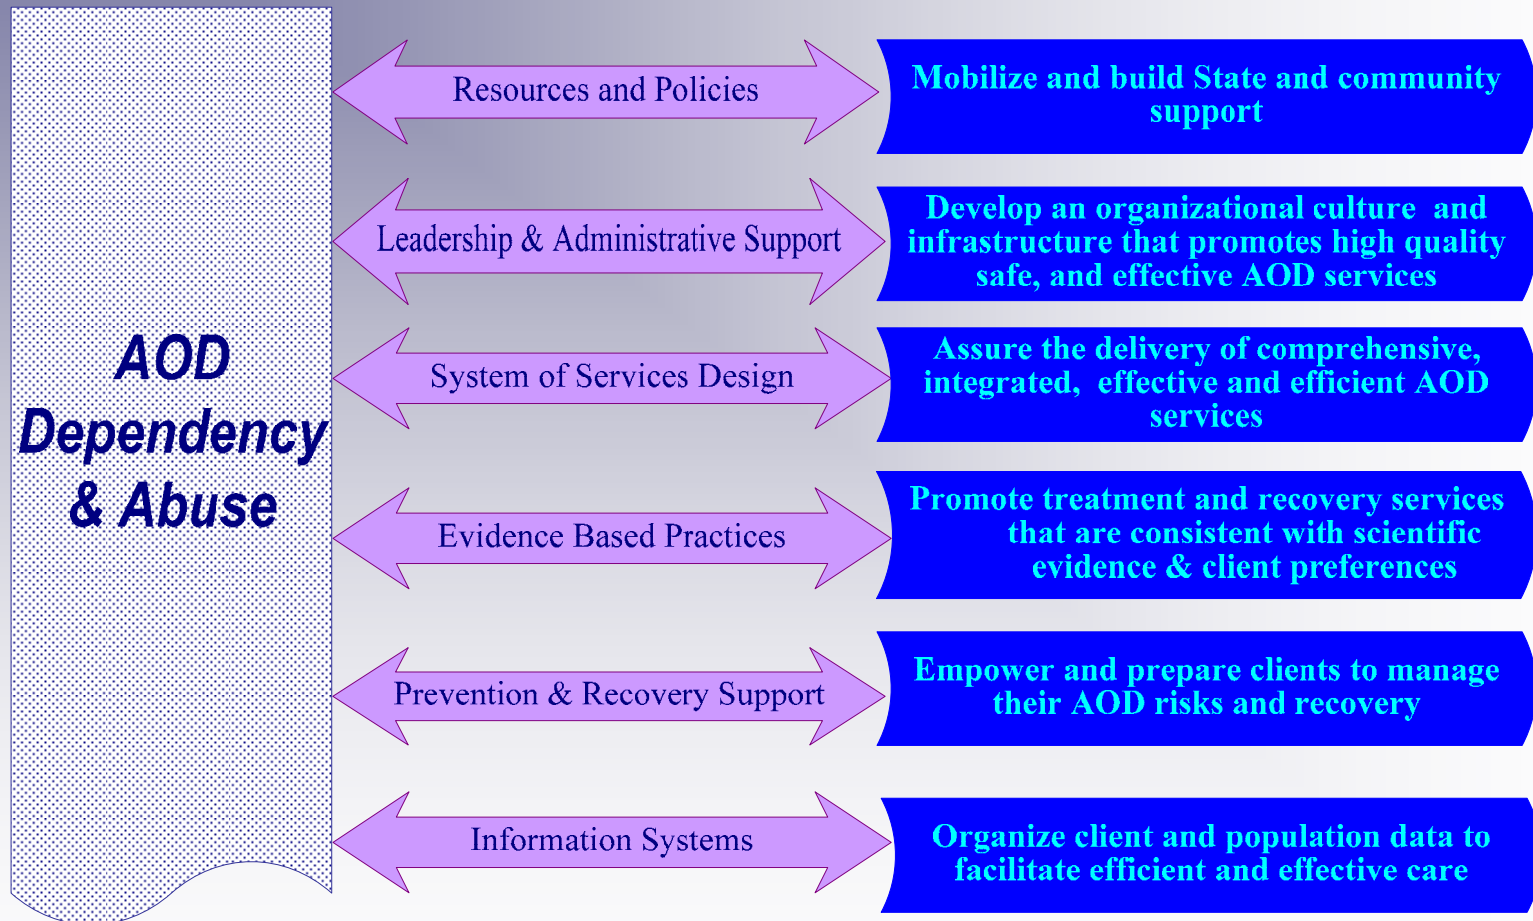 AOD
Dependency
& Abuse
Resources and Policies
Mobilize and build State and community
support
Leadership & Administrative Support
Develop an organizational culture and
infrastructure that promotes high quality
safe, and effective AOD services
System of Services Design
Assure the delivery of comprehensive,
integrated, effective and efficient AOD
services
Evidence Based Practices
Promote treatment and recovery services
that are consistent with scientific
evidence & client preferences
Prevention & Recovery Support
Empower and prepare clients to manage
their AOD risks and recovery
Information Systems
Organize client and population data to
facilitate efficient and effective care